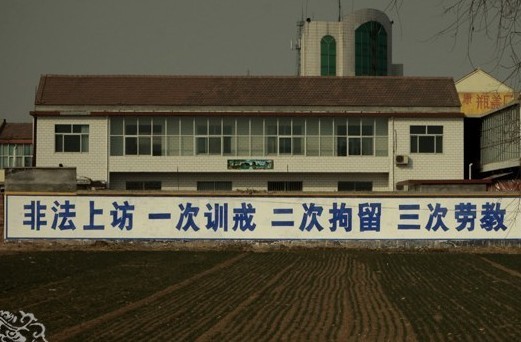 非法上访 一次训戒 二次拘留 三次劳教